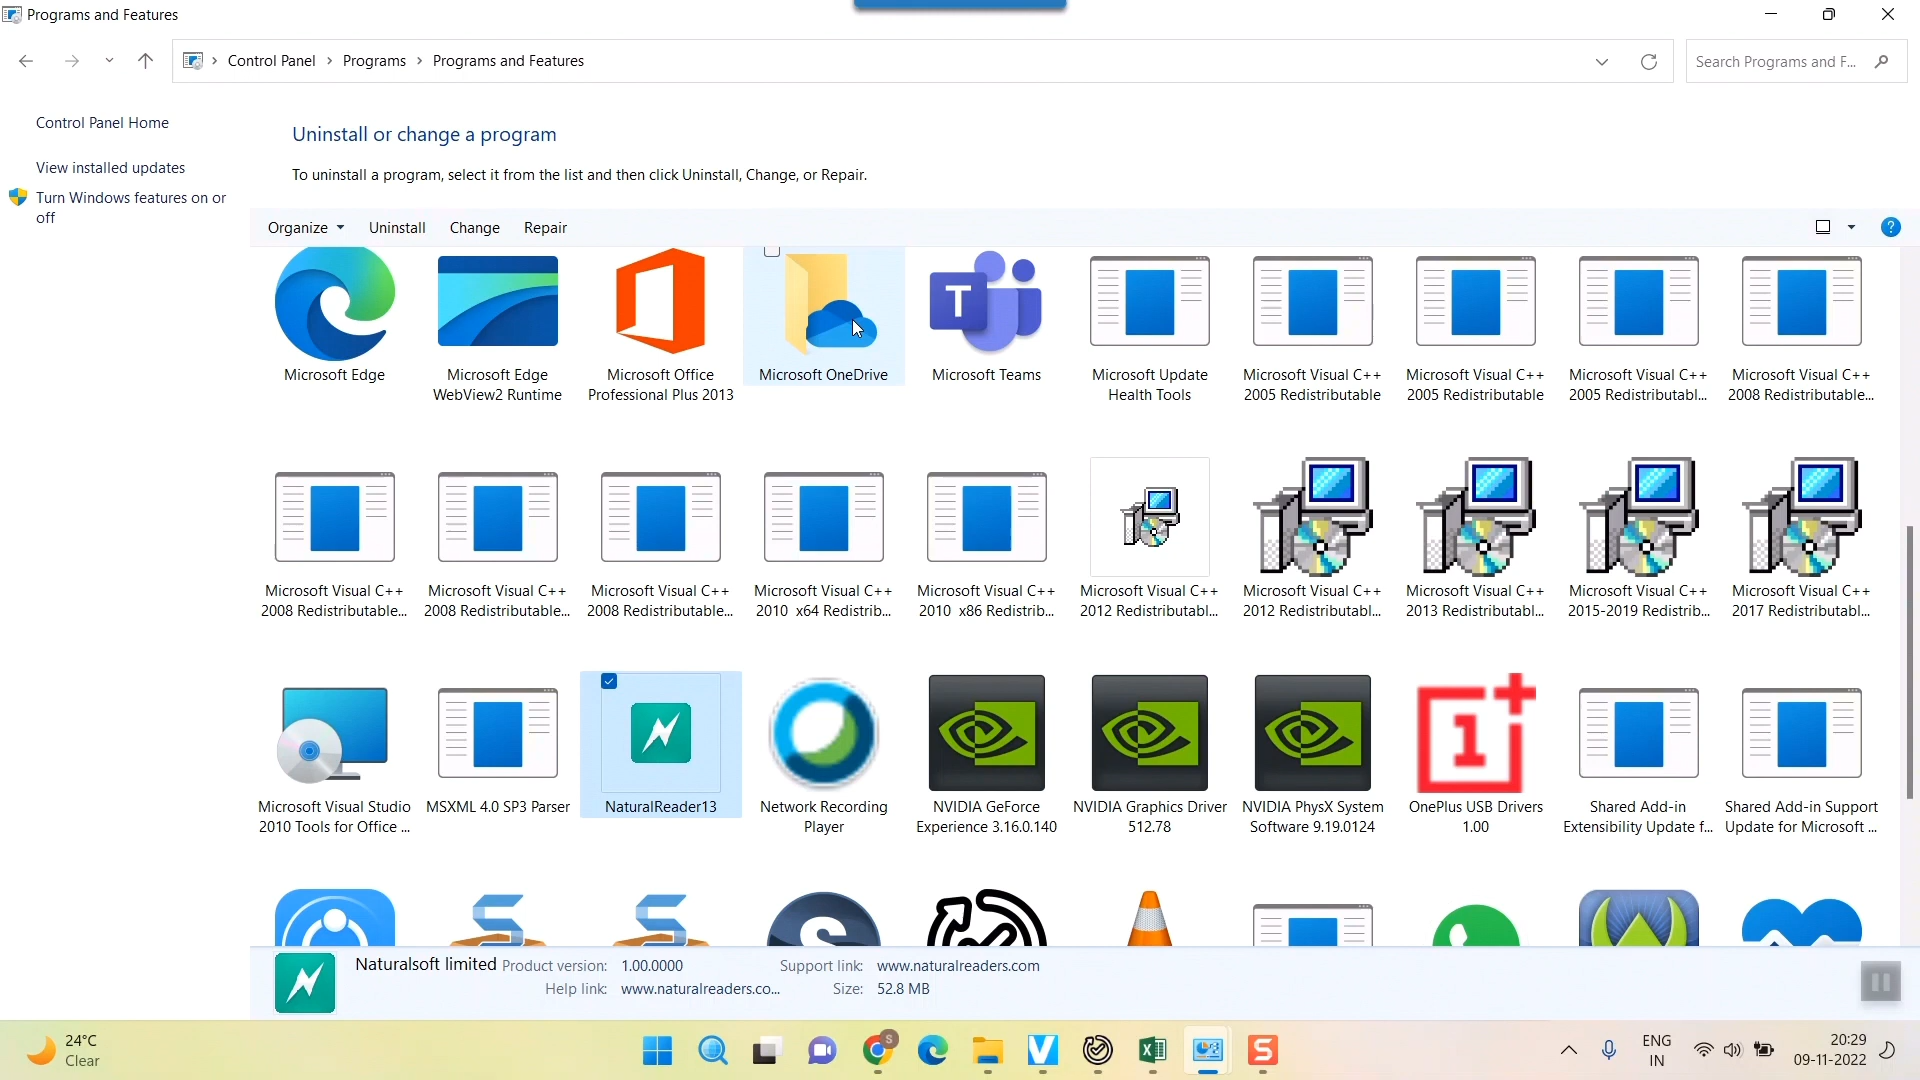 Programs and Features
Control Panel > Programs > Programs and Features
Search Programs and F...
Control Panel Home
View installed updates
Turn Windows features on or
off
Uninstall or change a program
To uninstall a program, select it from the list and then click Uninstall, Change, or Repair.
Organize Uninstall Change Repair
Microsoft Edge
Microsoft Edge
WebView2 Runtime
Microsoft Office
Professional Plus 2013
Microsoft OneDrive
Microsoft Teams
Microsoft Update
Health Tools
Microsoft Visual C++
2005 Redistributable
Microsoft Visual C++
2005 Redistributable
Microsoft Visual C++
2005 Redistributabl...
Microsoft Visual C++
2008 Redistributable...
Microsoft Visual C++
2008 Redistributable...
Microsoft Visual C++
2008 Redistributable...
Microsoft Visual C++
2008 Redistributable...
Microsoft Visual C++
2010 x64 Redistrib...
Microsoft Visual C++
2010 x86 Redistrib...
Microsoft Visual C++
2012 Redistributabl...
Microsoft Visual C++
2012 Redistributabl...
Microsoft Visual C++
2013 Redistributabl...
Microsoft Visual C++
2015-2019 Redistrib...
Microsoft Visual C++
2017 Redistributabl...
Microsoft Visual Studio
2010 Tools for Office ...
MSXML 4.0 SP3 Parser
NaturalReader13
Network Recording
Player
NVIDIA GeForce
Experience 3.16.0.140
NVIDIA Graphics Driver
512.78
NVIDIA PhysX System
Software 9.19.0124
OnePlus USB Drivers
1.00
Shared Add-in
Extensibility Update f...
Shared Add-in Support
Update for Microsoft ...
Naturalsoft limited Product version: 1.00.0000 Support link: www.naturalreaders.com
Help link: www.naturalreaders.co... Size: 52.8 MB
24°C
Clear
ENG
IN
20:29
09-11-2022